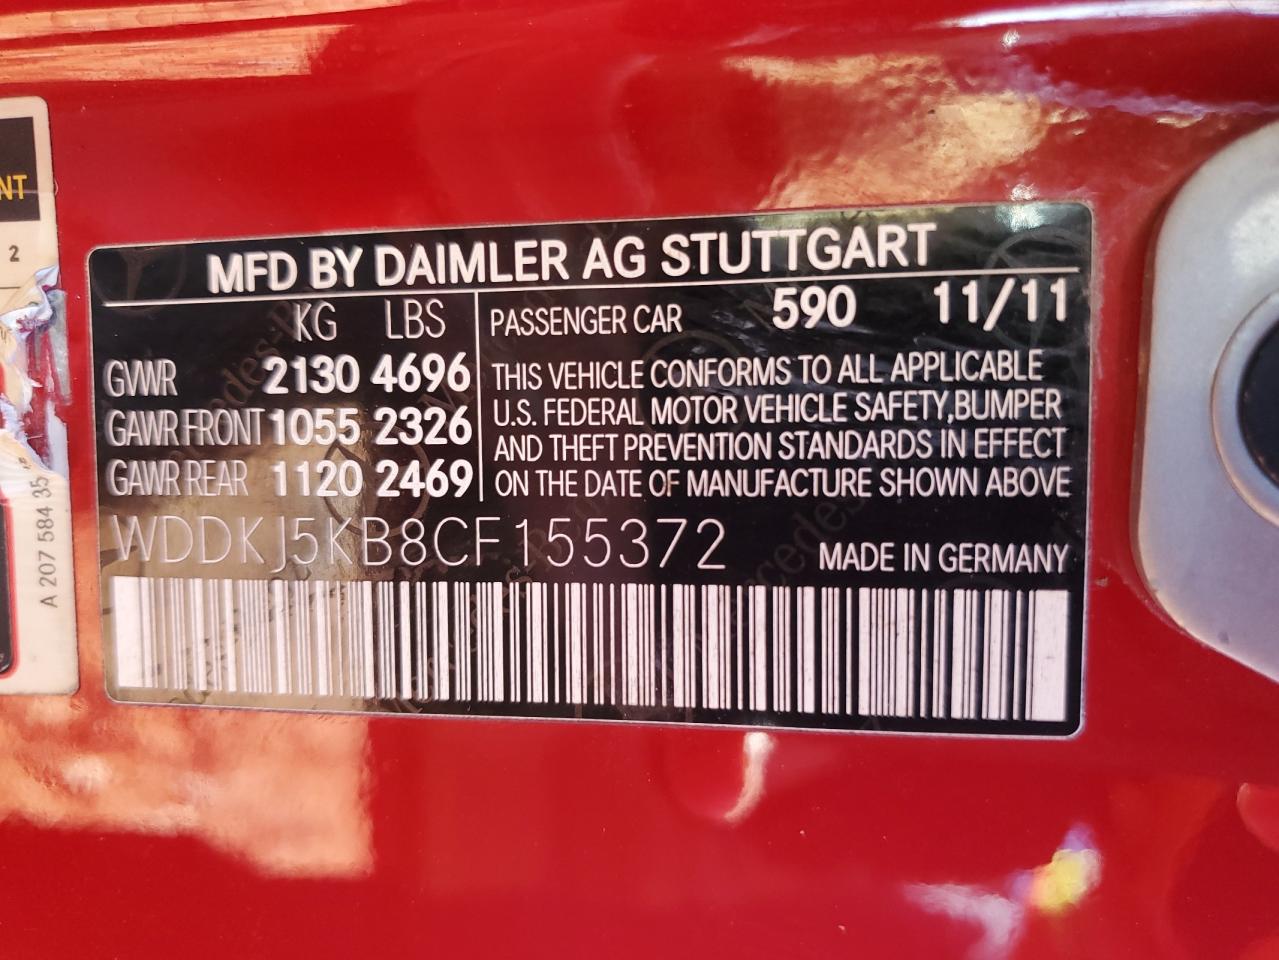 NT
2
A 207 584 35
MFD BY DAIMLER AG STUTTGART
KG LBS
GVWR 2130 4696
GAWR FRONT 1055 2326
GAWR REAR 1120 2469
PASSENGER CAR 590 11/11
THIS VEHICLE CONFORMS TO ALL APPLICABLE
U.S. FEDERAL MOTOR VEHICLE SAFETY,BUMPER
AND THEFT PREVENTION STANDARDS IN EFFECT
ON THE DATE OF MANUFACTURE SHOWN ABOVE
WDDKJ5KB8CF155372
MADE IN GERMANY